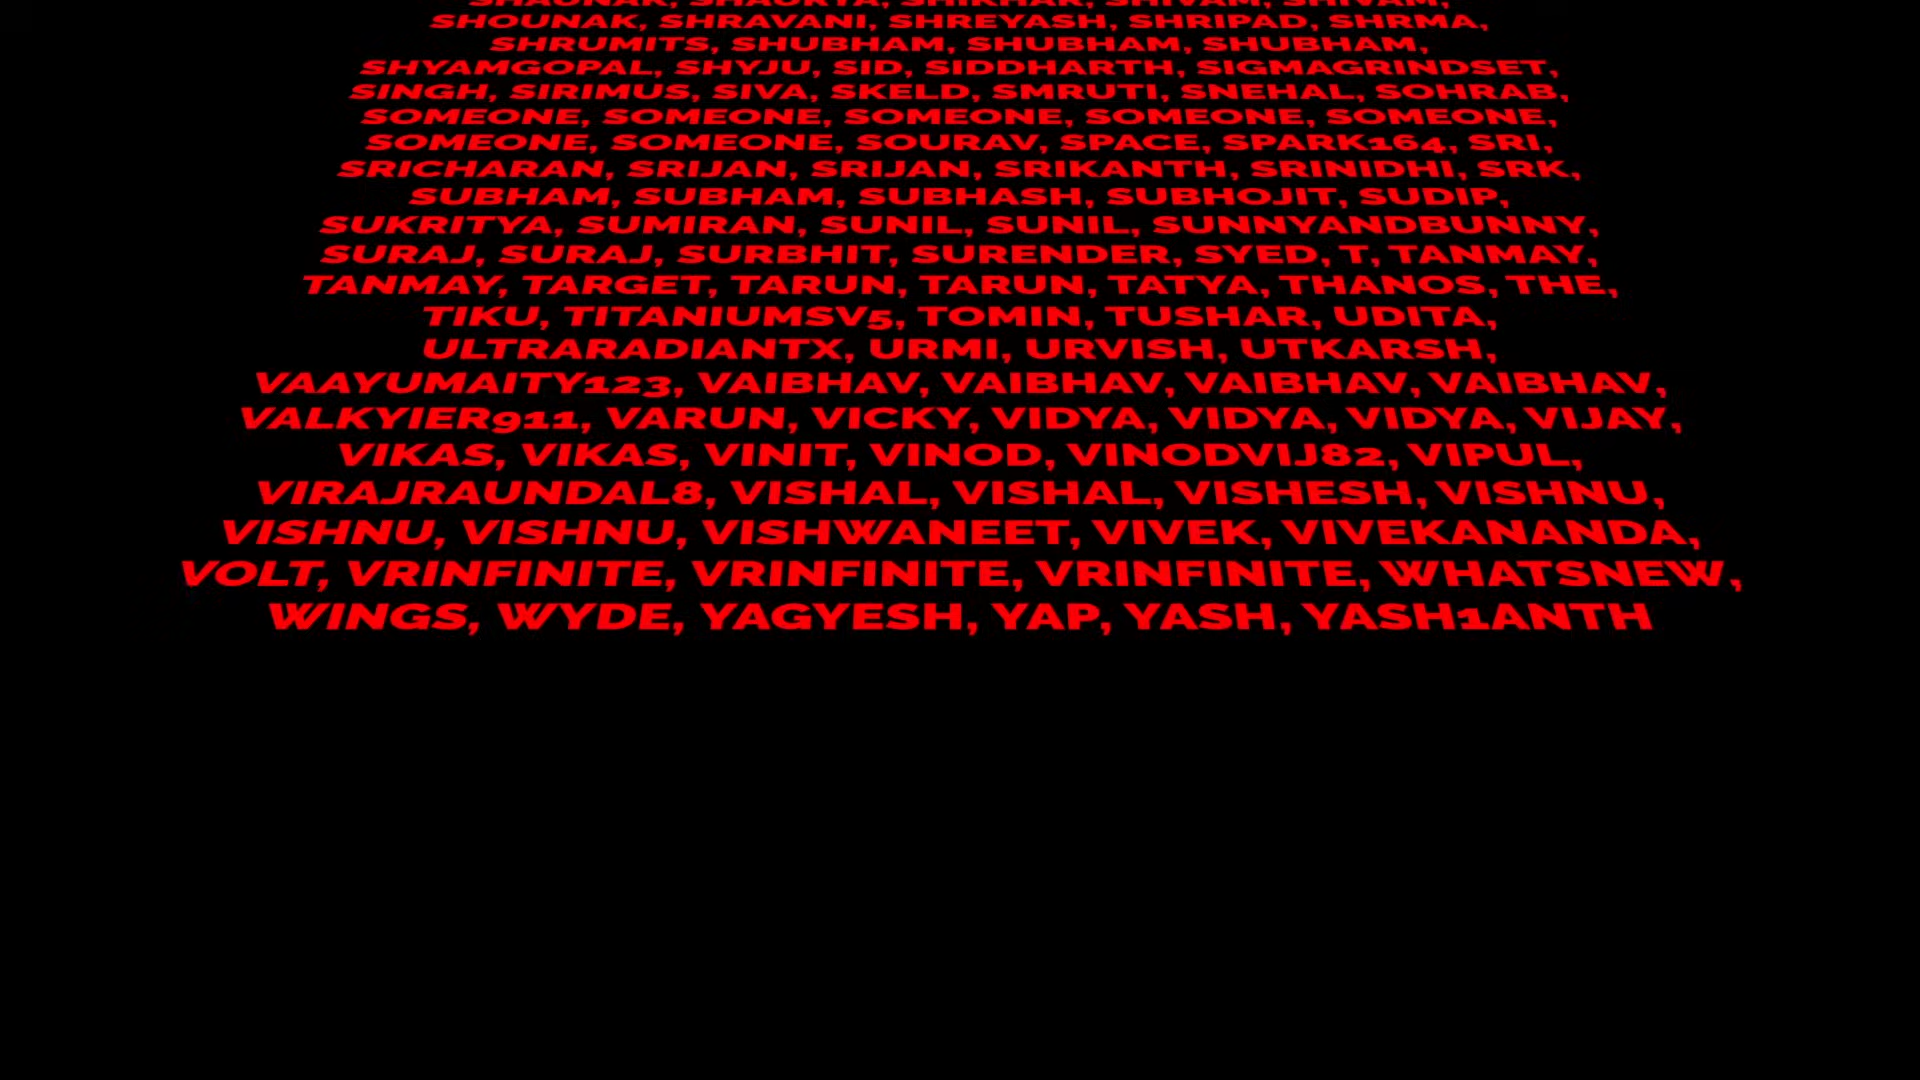 SHAUNAK, SHAURYA, SHIKHAR, SHIVAM, SHIVAM,
SHOUNAK, SHRAVANI, SHREYASH, SHRIPAD, SHRMA,
SHRUMITS, SHUBHAM, SHUBHAM, SHUBHAM,
SHYAMGOPAL, SHYJU, SID, SIDDHARTH, SIGMAGRINDSET,
SINGH, SIRIMUS, SIVA, SKELD, SMRUTI, SNEHAL, SOHRAB,
SOMEONE, SOMEONE, SOMEONE, SOMEONE, SOMEONE,
SOMEONE, SOMEONE, SOURAV, SPACE, SPARK164, SRI,
SRICHARAN, SRIJAN, SRIJAN, SRIKANTH, SRINIDHI, SRK,
SUBHAM, SUBHAM, SUBHASH, SUBHOJIT, SUDIP,
SUKRITYA, SUMIRAN, SUNIL, SUNIL, SUNNYANDBUNNY,
SURAJ, SURAJ, SURBHIT, SURENDER, SYED, T, TANMAY,
TANMAY, TARGET, TARUN, TARUN, TATYA, THANOS, THE,
TIKU, TITANIUMSV5, TOMIN, TUSHAR, UDITA,
ULTRARADIANTX, URMI, URVISH, UTKARSH,
VAAYUMAITY123, VAIBHAV, VAIBHAV, VAIBHAV, VAIBHAV,
VALKYIER911, VARUN, VICKY, VIDYA, VIDYA, VIDYA, VIJAY,
VIKAS, VIKAS, VINIT, VINOD, VINODVIJ82, VIPUL,
VIRAJRAUNDAL8, VISHAL, VISHAL, VISHESH, VISHNU,
VISHNU, VISHNU, VISHWANEET, VIVEK, VIVEKANANDA,
VOLT, VRINFINITE, VRINFINITE, VRINFINITE, WHATSNEW,
WINGS, WYDE, YAGYESH, YAP, YASH, YASH1ANTH